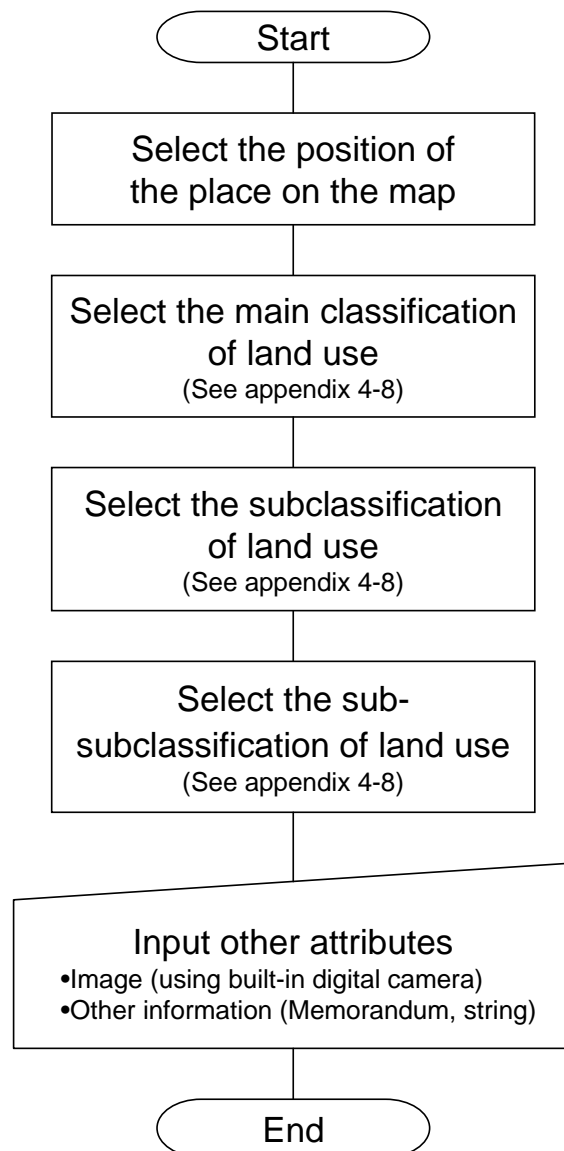 Start
Select the position of
the place on the map
Select the main classification
of land use
(See appendix 4-8)
Select the subclassification
of land use
(See appendix 4-8)
Select the sub-
subclassification of land use
(See appendix 4-8)
Input other attributes
•Image (using built-in digital camera)
•Other information (Memorandum, string)
End